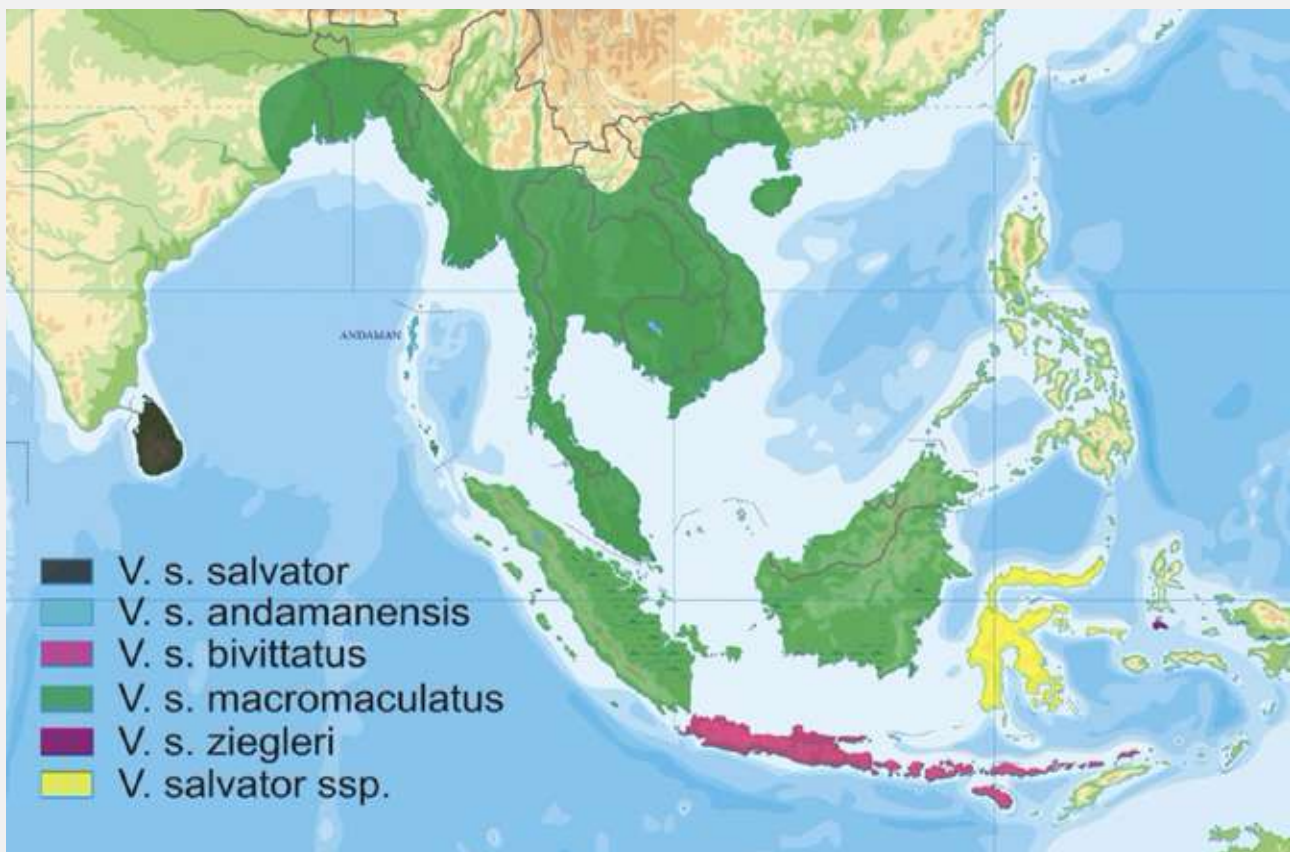 ANDAMAN
V. s. salvator
V. s. andamanensis
V. s. bivittatus
V. s. macromaculatus
V. s. ziegleri
V. salvator ssp.